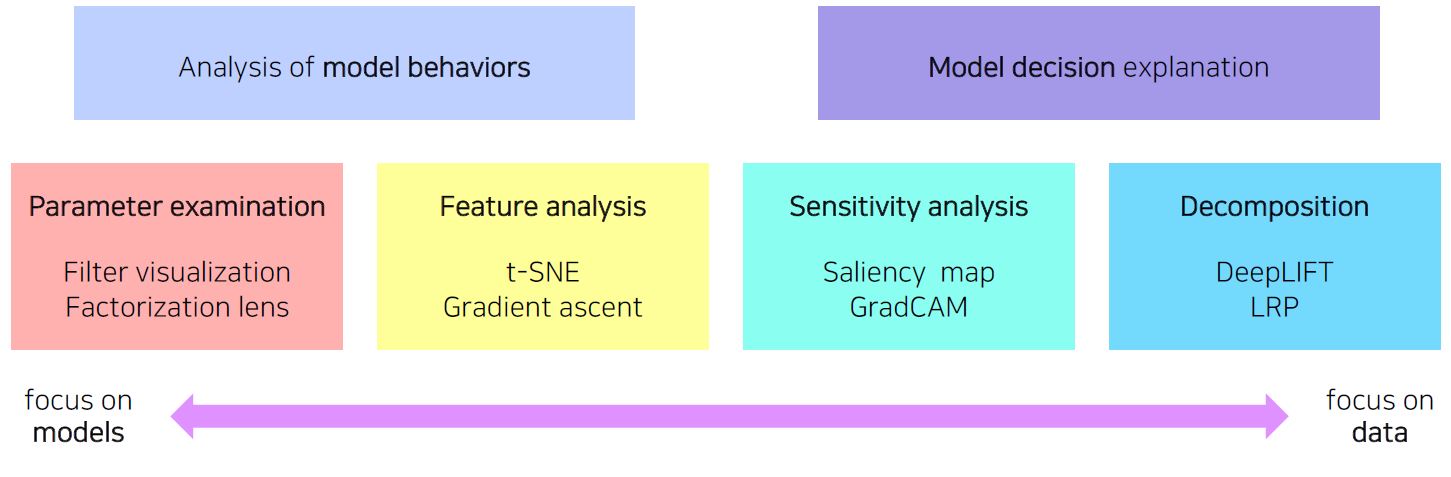 Analysis of model behaviors
Model decision explanation
Parameter examination
Filter visualization
Factorization lens
Feature analysis
t-SNE
Gradient ascent
Sensitivity analysis
Saliency map
GradCAM
Decomposition
DeepLIFT
LRP
focus on
models
focus on
data